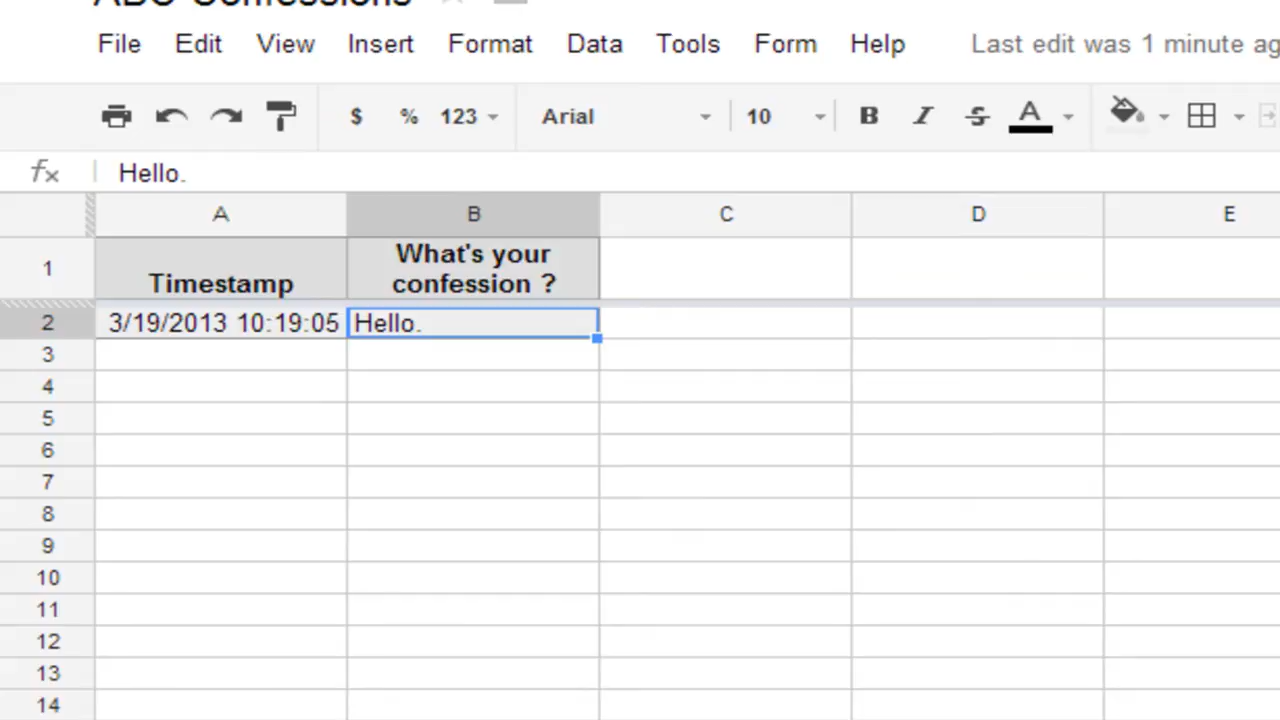 ABC Confessions
File Edit View Insert Format Data Tools Form Help Last edit was 1 minute ag
$ % 123 Arial 10 B I S A
fx Hello.
A B C D E
1 Timestamp What's your
confession ?
2 3/19/2013 10:19:05 Hello.
3
4
5
6
7
8
9
10
11
12
13
14